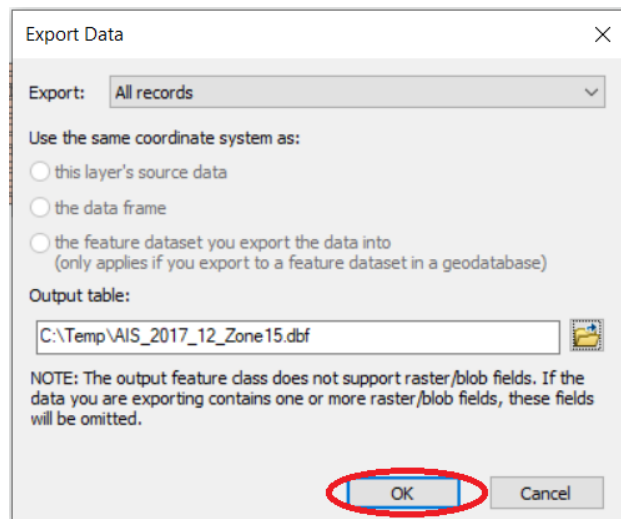 Export Data
Export: All records
Use the same coordinate system as:
this layer's source data
the data frame
the feature dataset you export the data into
(only applies if you export to a feature dataset in a geodatabase)
Output table:
C:\Temp\AIS_2017_12_Zone15.dbf
NOTE: The output feature class does not support raster/blob fields. If the
data you are exporting contains one or more raster/blob fields, these fields
will be omitted.
OK Cancel